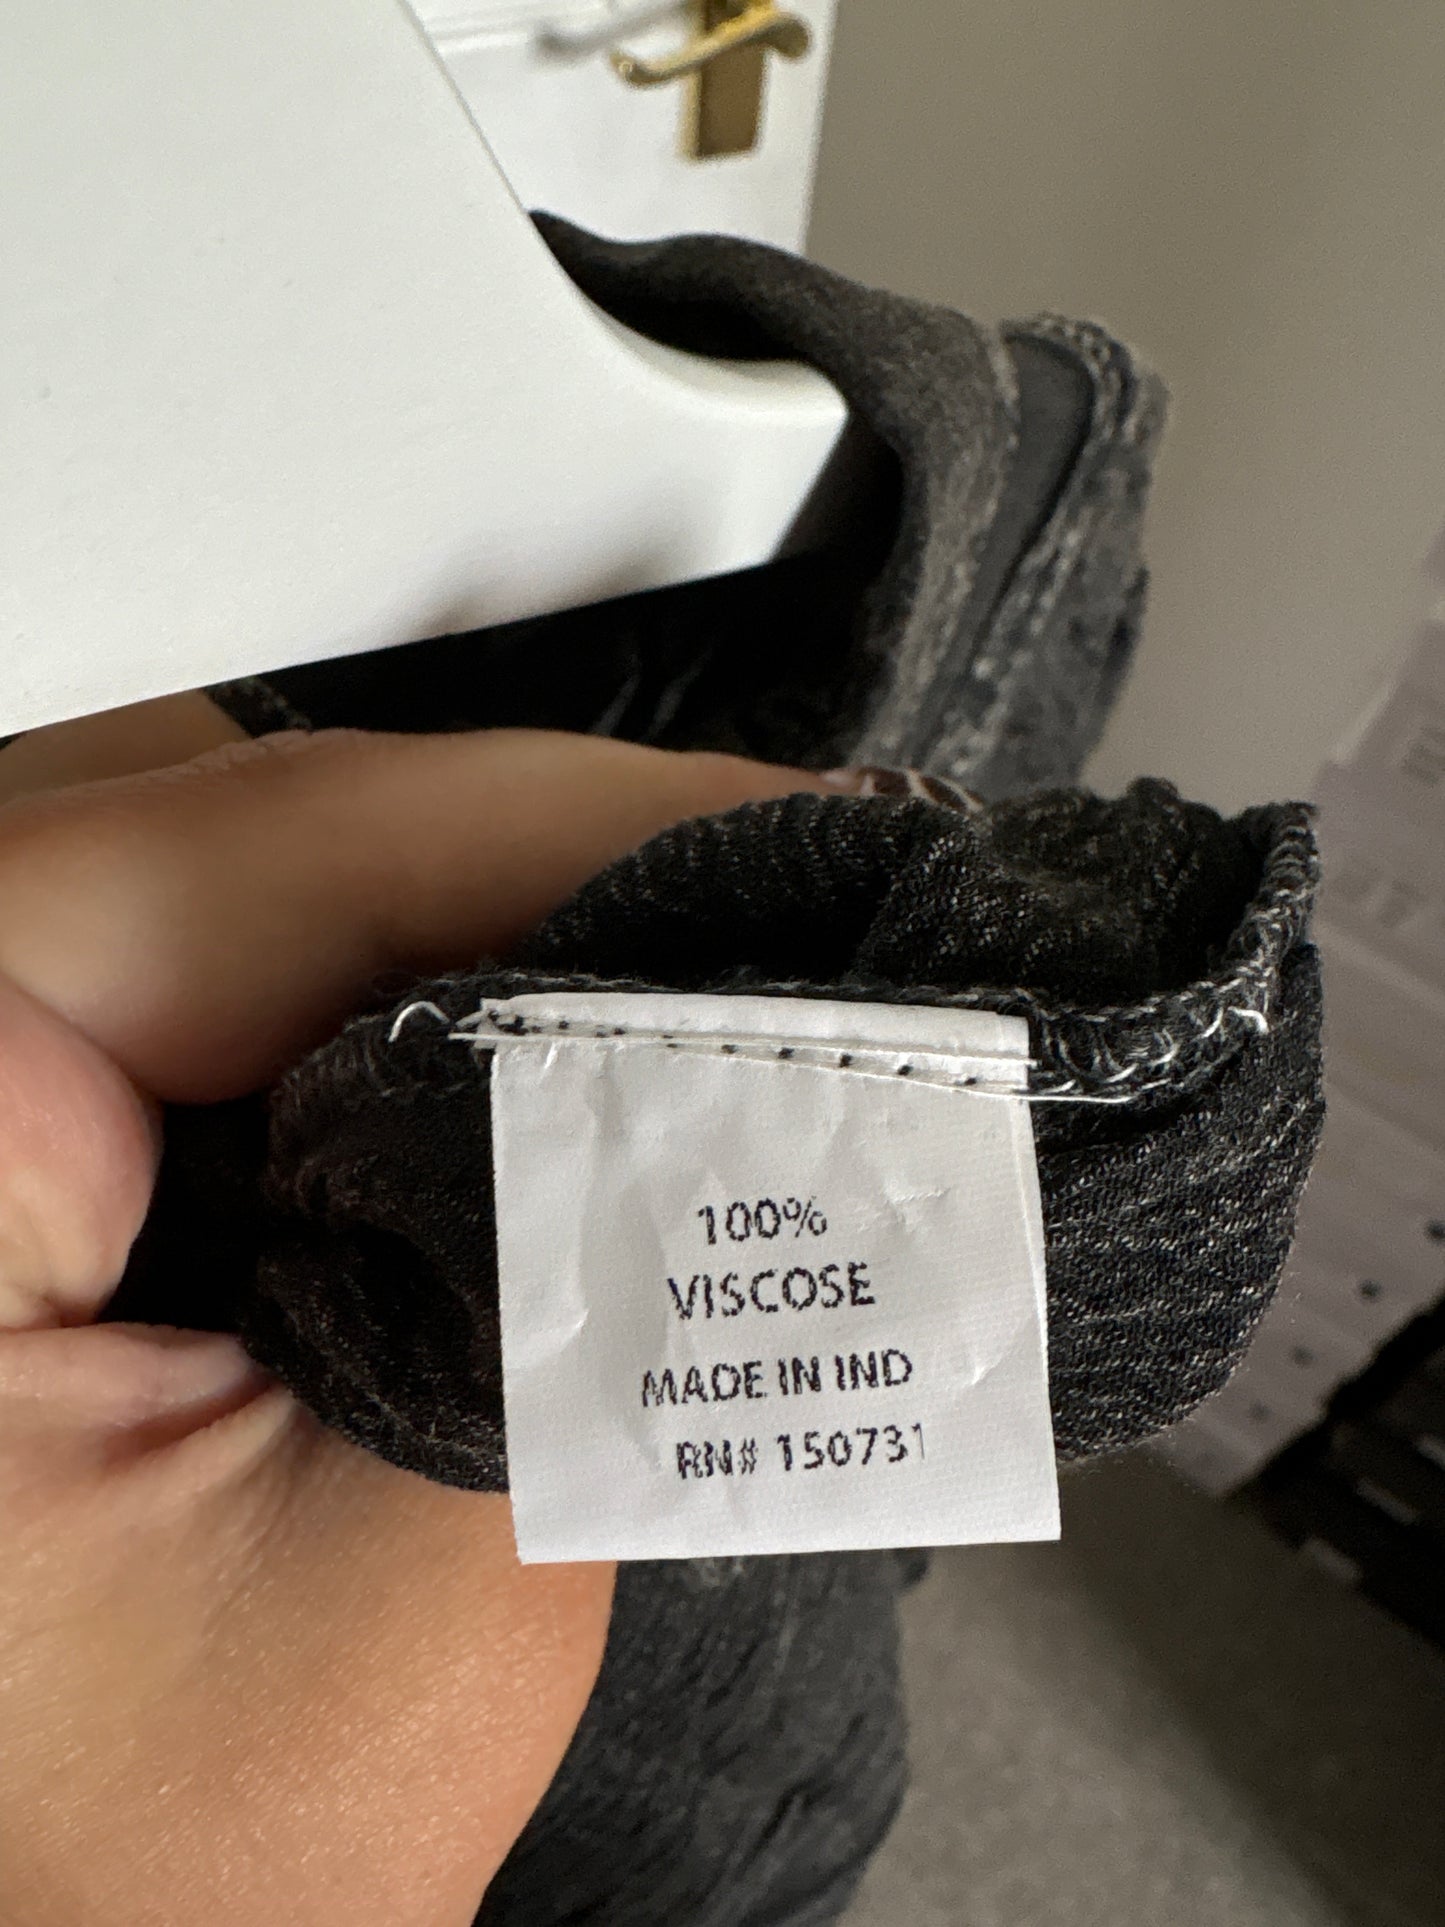 100%
VISCOSE
MADE IN IND
RN# 150731